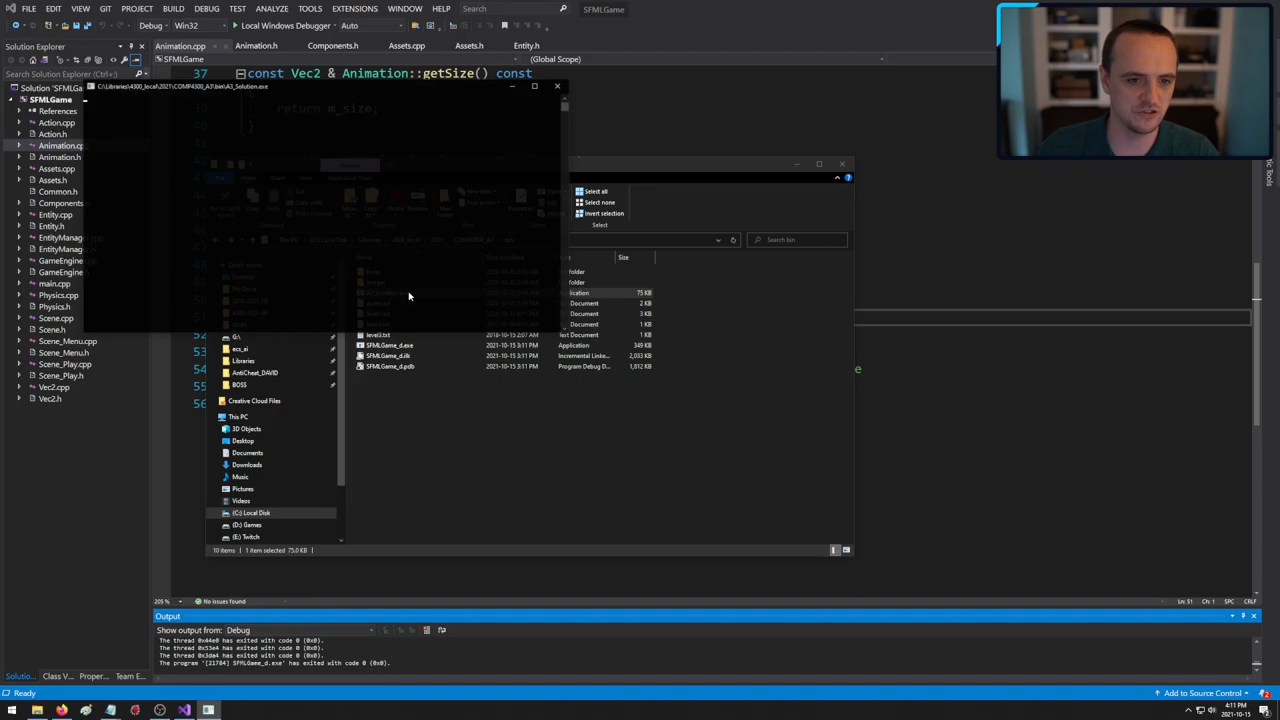 FILE EDIT VIEW GIT PROJECT BUILD DEBUG TEST ANALYZE TOOLS EXTENSIONS WINDOW HELP Search SFMLGame
Debug Win32 Local Windows Debugger Auto
Solution Explorer
Animation.cpp Animation.h Components.h Assets.cpp Assets.h Entity.h
SFMLGame (Global Scope)
Search Solution Explorer (Ctrl+;)
37 const Vec2 & Animation::getSize() const
Solution 'SFMLG
C:\Libraries\4300_local\2021\COMP4300_A3\bin\A3_Solution.exe
SFMLGame
References
return m_size;
Action.cpp
Action.h
}
Animation.cp
Animation.h
Assets.cpp
Assets.h
Common.h
Components
Entity.cpp
Entity.h
EntityManag
EntityManag
GameEngine
GameEngine
main.cpp
Physics.cpp
Physics.h
Scene.cpp
Scene.h
Scene_Menu.cpp
Scene_Menu.h
Scene_Play.cpp
Scene_Play.h
Vec2.cpp
Vec2.h
Select all
Select none
Invert selection
Select
Search bin
Size
folder
folder
lication 75 KB
Document 2 KB
Document 3 KB
Document 1 KB
level3.txt 2018-10-15 2:07 AM Text Document 1 KB
SFMLGame_d.exe 2021-10-15 3:11 PM Application 349 KB
SFMLGame_d.ilk 2021-10-15 3:11 PM Incremental Linke... 2,033 KB
SFMLGame_d.pdb 2021-10-15 3:11 PM Program Debug D... 1,812 KB
G:\
ecs_ai
Libraries
AntiCheat_DAVID
BOSS
Creative Cloud Files
This PC
3D Objects
Desktop
Documents
Downloads
Music
Pictures
Videos
(C:) Local Disk
(D:) Games
(E:) Twitch
10 items 1 item selected 75.0 KB
52
53
54
55
56
e
205 % No issues found Ln: 51 Ch: 1 SPC CRLF
Output
Show output from: Debug
The thread 0x44e0 has exited with code 0 (0x0).
The thread 0x53e4 has exited with code 0 (0x0).
The thread 0x3da4 has exited with code 0 (0x0).
The program '[21784] SFMLGame_d.exe' has exited with code 0 (0x0).
Solutio... Class V... Proper... Team E...
Ready Add to Source Control
4:11 PM
2021-10-15